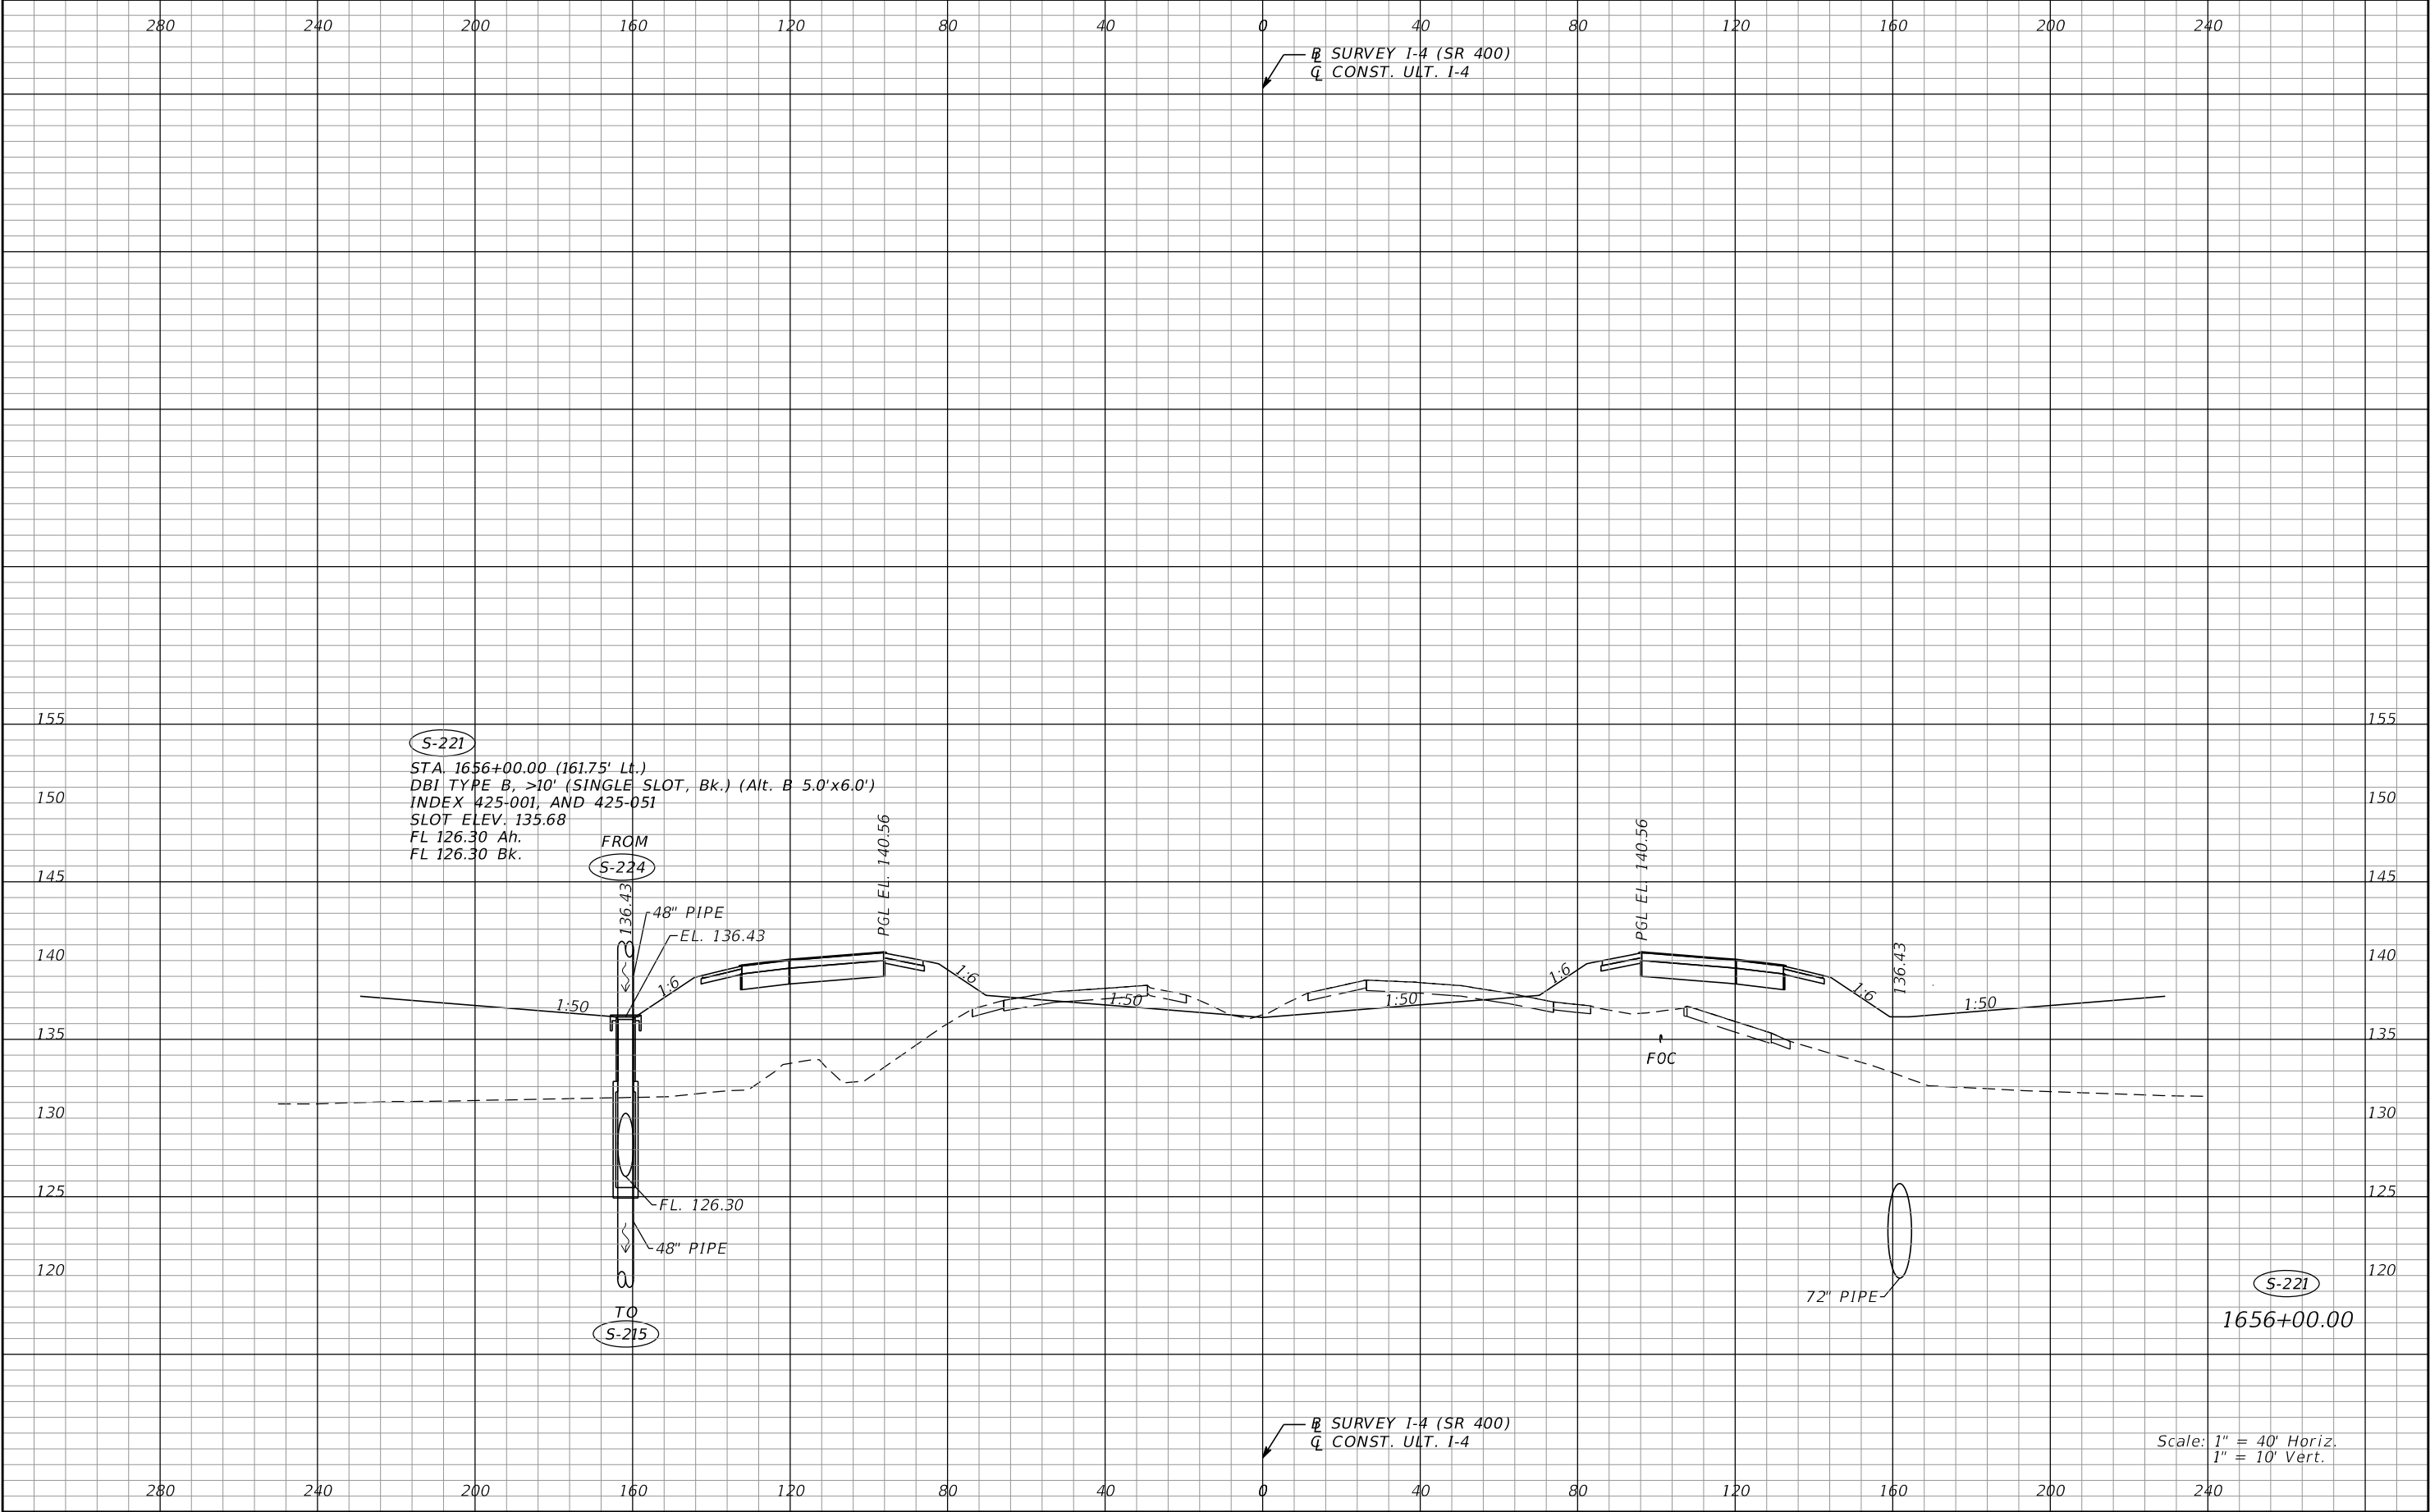 280 240 200 160 120 80 40 0 40 80 120 160 200 240
BL SURVEY I-4 (SR 400)
CL CONST. ULT. I-4
155 155
S-221
STA. 1656+00.00 (161.75' Lt.)
DBI TYPE B, >10' (SINGLE SLOT, Bk.) (Alt. B 5.0'x6.0')
150 150
INDEX 425-001, AND 425-051
SLOT ELEV. 135.68
FL 126.30 Ah.
FL 126.30 Bk.
FROM
S-224
PGL EL. 140.56
PGL EL. 140.56
145 145
136.43
48" PIPE
EL. 136.43
140 140
136.43
1:6
1:6
1:6
1:6
1:50
1:50
1:50
1:50
135 135
FOC
130 130
125 125
FL. 126.30
48" PIPE
120 120
72" PIPE
S-221
TO
S-215
1656+00.00
BL SURVEY I-4 (SR 400)
CL CONST. ULT. I-4
Scale: 1" = 40' Horiz.
1" = 10' Vert.
280 240 200 160 120 80 40 0 40 80 120 160 200 240